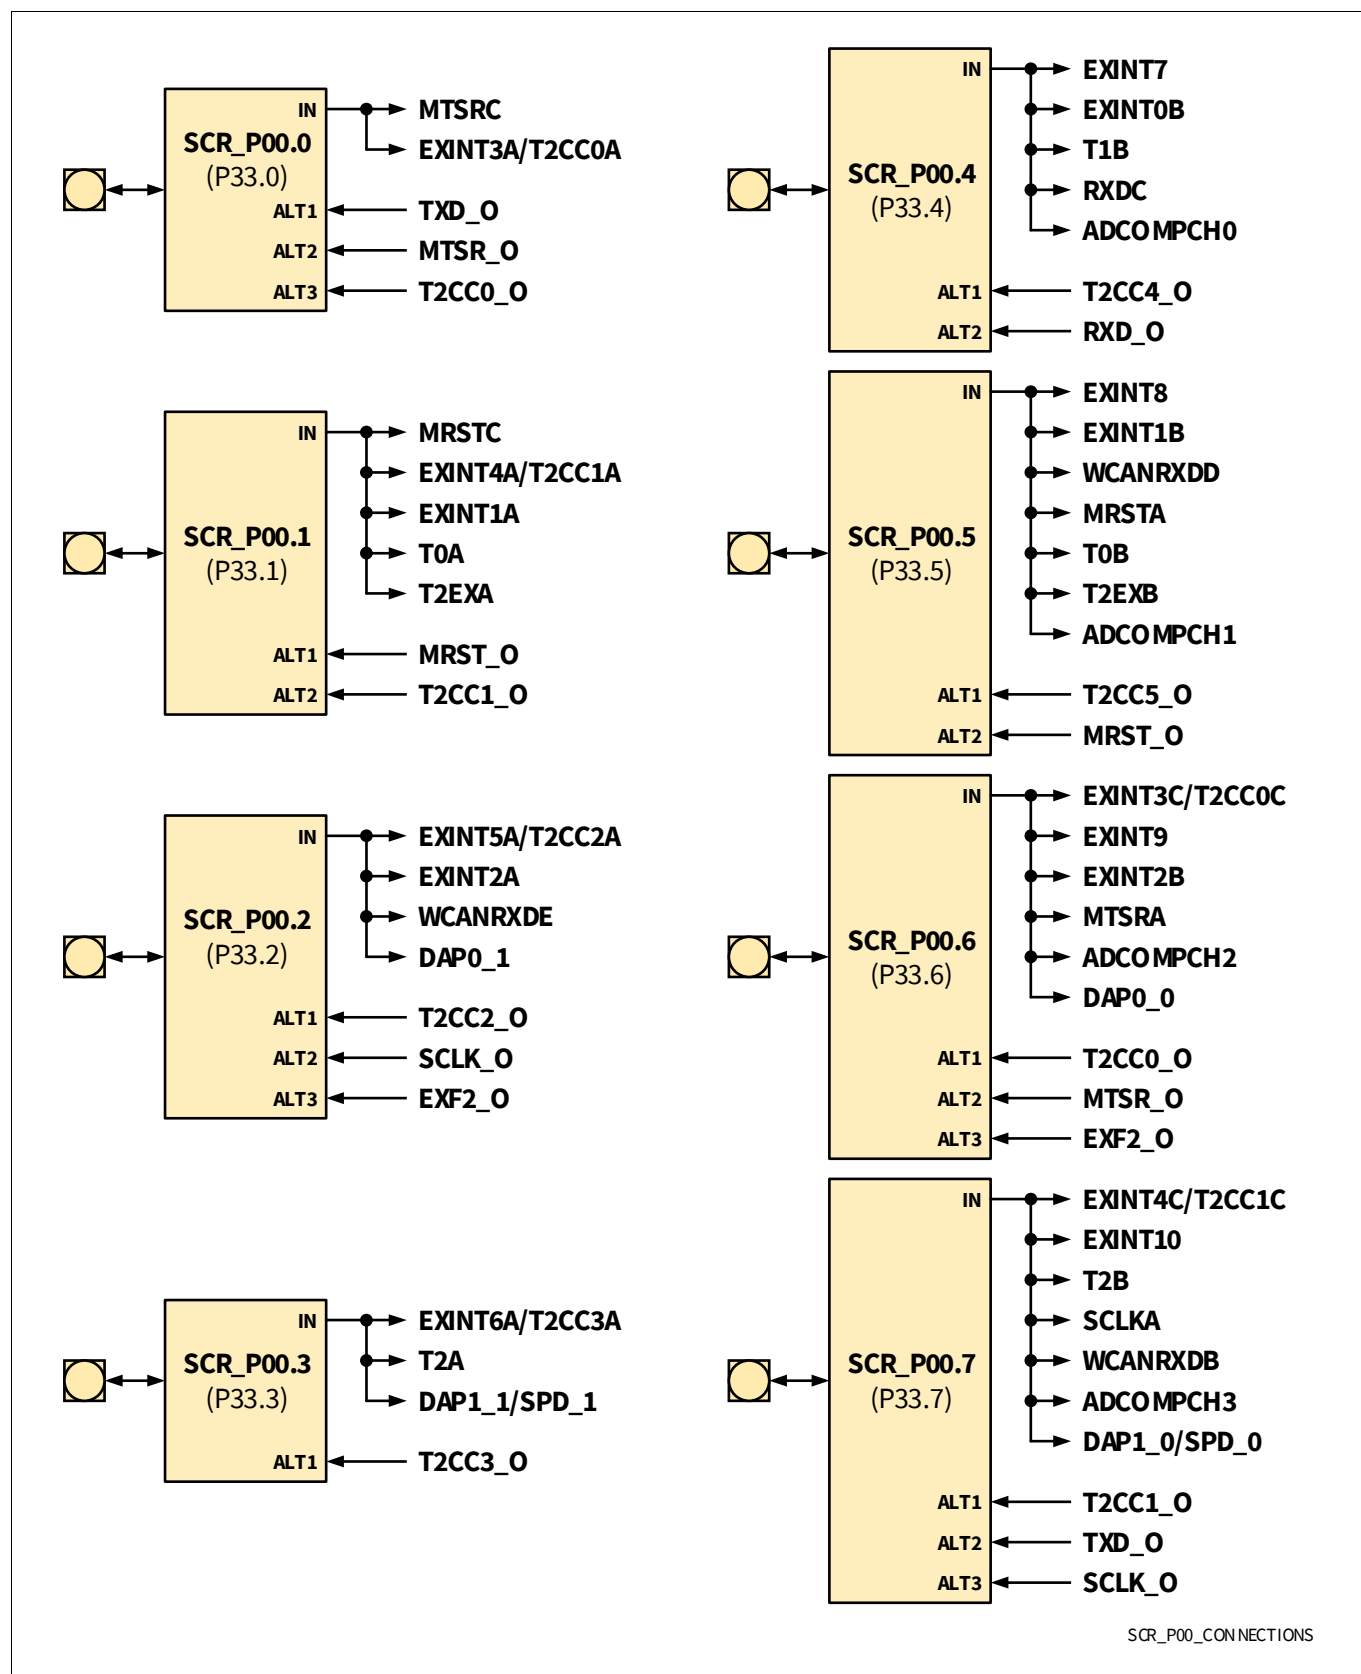 IN
MTSRC
SCR_P00.0
(P33.0)
EXINT3A/T2CC0A
ALT1
TXD_O
ALT2
MTSR_O
ALT3
T2CC0_O
IN
MRSTC
EXINT4A/T2CC1A
EXINT1A
SCR_P00.1
(P33.1)
T0A
T2EXA
ALT1
MRST_O
ALT2
T2CC1_O
IN
EXINT5A/T2CC2A
EXINT2A
SCR_P00.2
(P33.2)
WCANRXDE
DAP0_1
ALT1
T2CC2_O
ALT2
SCLK_O
ALT3
EXF2_O
IN
EXINT6A/T2CC3A
SCR_P00.3
(P33.3)
T2A
DAP1_1/SPD_1
ALT1
T2CC3_O
IN
EXINT7
EXINT0B
T1B
SCR_P00.4
(P33.4)
RXDC
ADCOMPCH0
ALT1
T2CC4_O
ALT2
RXD_O
IN
EXINT8
EXINT1B
WCANRXDD
MRSTA
SCR_P00.5
(P33.5)
T0B
T2EXB
ADCOMPCH1
ALT1
T2CC5_O
ALT2
MRST_O
IN
EXINT3C/T2CC0C
EXINT9
EXINT2B
MTSRA
SCR_P00.6
(P33.6)
ADCOMPCH2
DAP0_0
ALT1
T2CC0_O
ALT2
MTSR_O
ALT3
EXF2_O
IN
EXINT4C/T2CC1C
EXINT10
T2B
SCLKA
SCR_P00.7
(P33.7)
WCANRXDB
ADCOMPCH3
DAP1_0/SPD_0
ALT1
T2CC1_O
ALT2
TXD_O
ALT3
SCLK_O
SCR_P00_CONNECTIONS